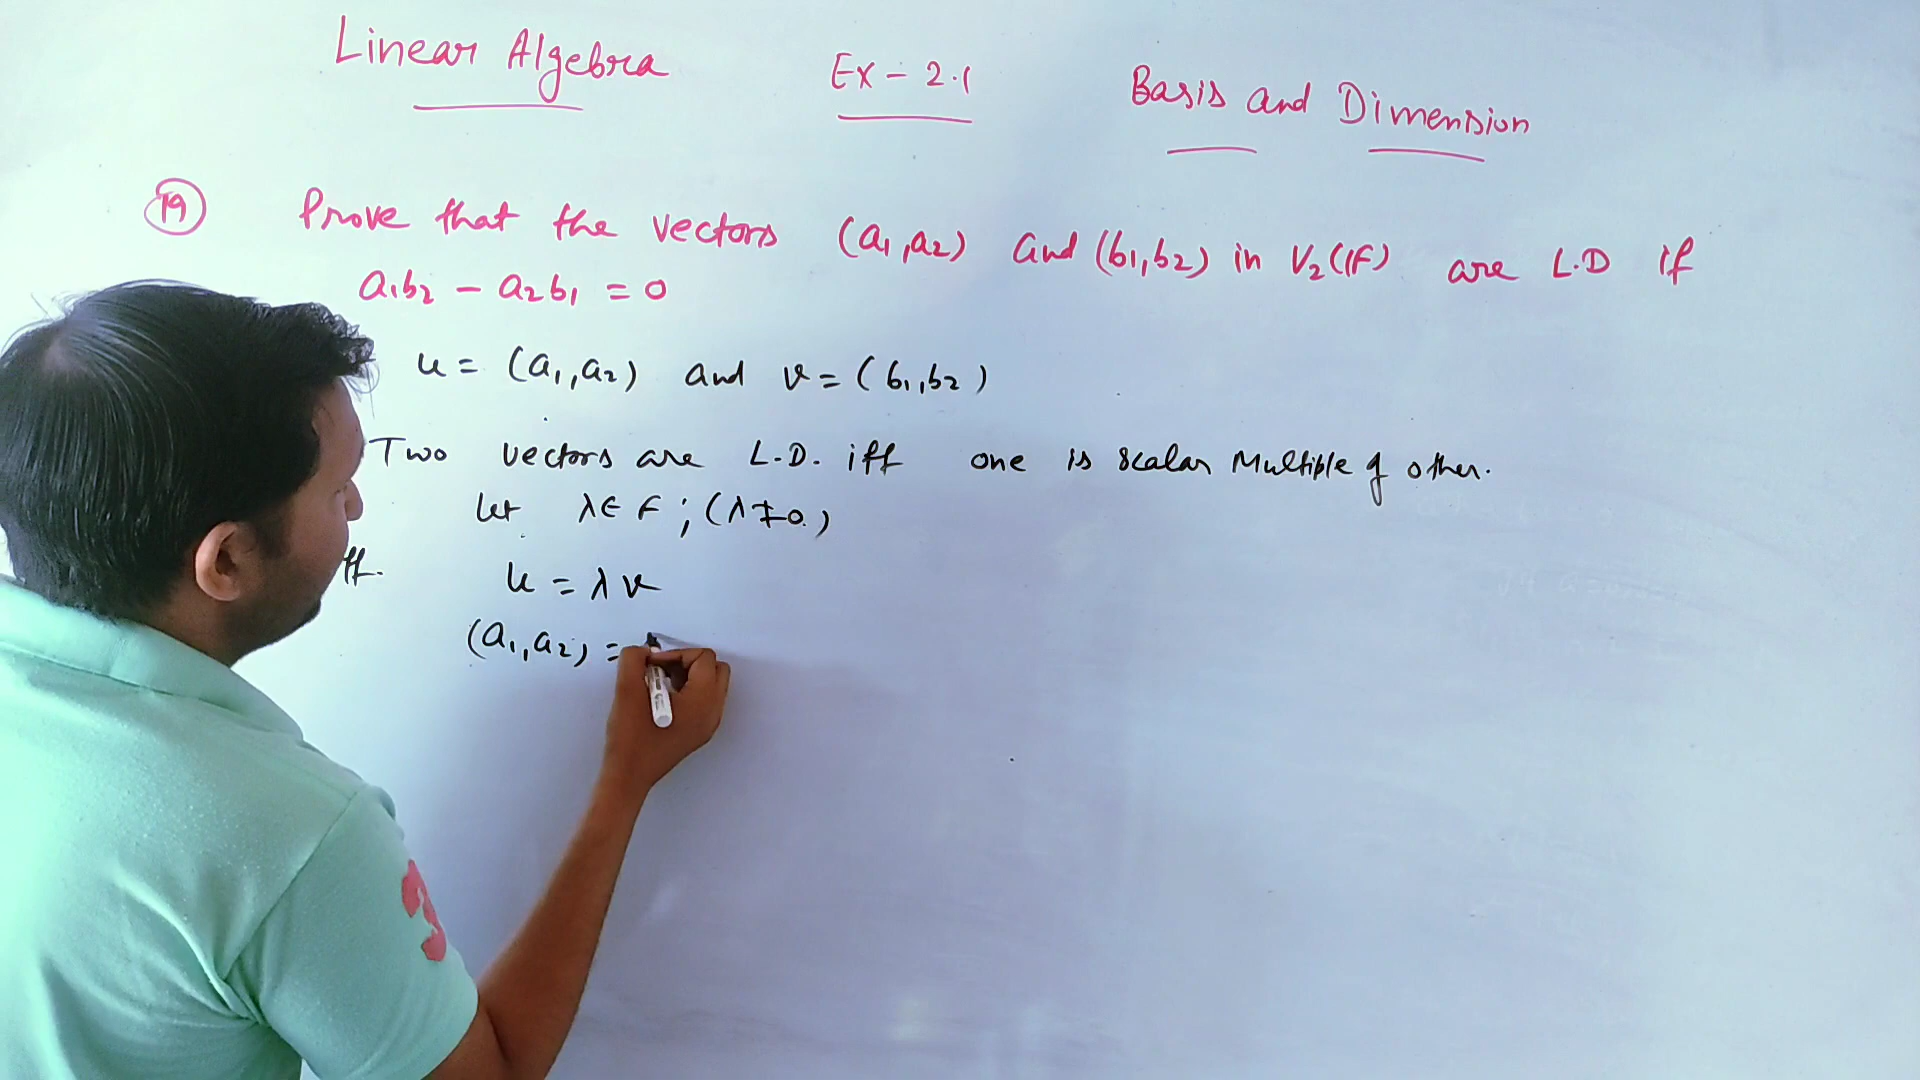 Linear Algebra Ex - 2.1 Basis and Dimension
19 Prove that the vectors (a1,a2) and (b1,b2) in V2(IF) are L.D if
a1b2 - a2b1 = 0
u = (a1,a2) and v = (b1,b2)
Two vectors are L.D. iff one is scalar Multiple of other.
Let λ∈F ; (λ≠0)
u = λv
(a1,a2) =